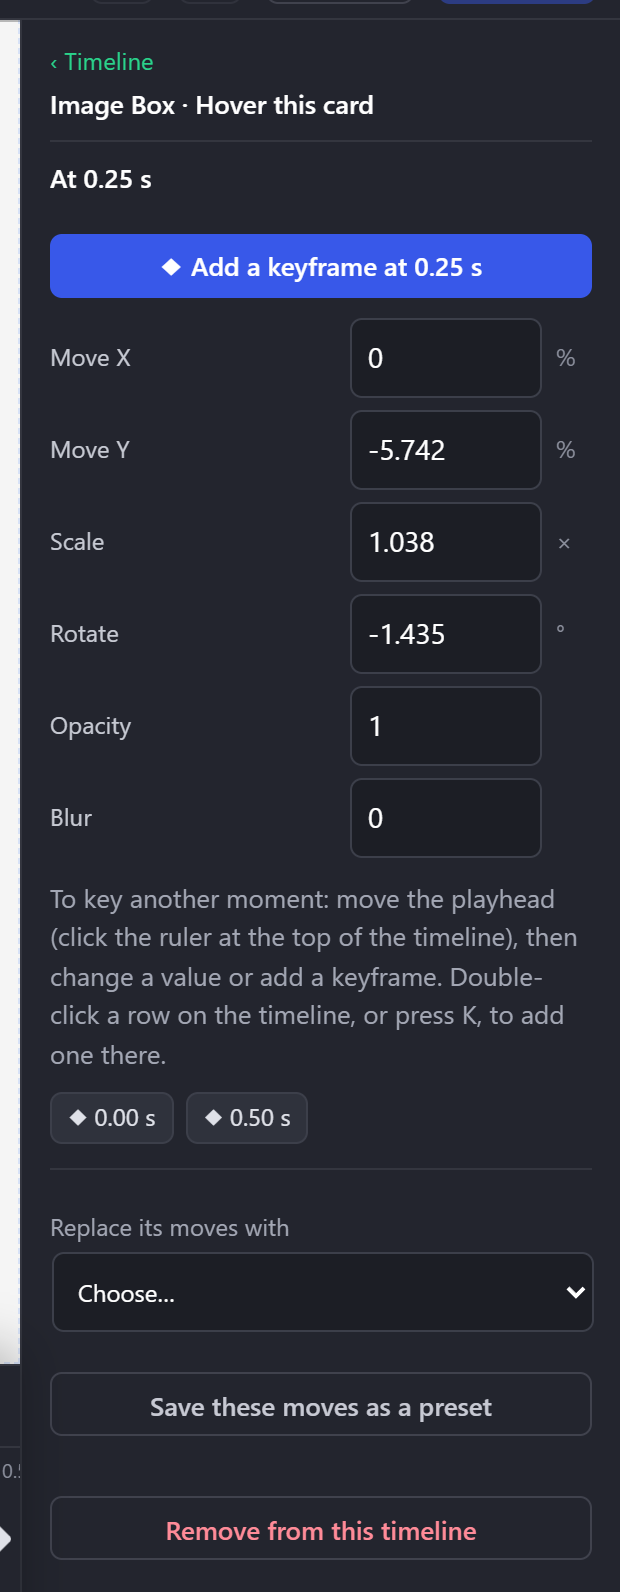 ‹ Timeline
Image Box · Hover this card
At 0.25 s
◆ Add a keyframe at 0.25 s
Move X 0 %
Move Y -5.742 %
Scale 1.038 ×
Rotate -1.435 °
Opacity 1
Blur 0
To key another moment: move the playhead
(click the ruler at the top of the timeline), then
change a value or add a keyframe. Double-
click a row on the timeline, or press K, to add
one there.
◆ 0.00 s ◆ 0.50 s
Replace its moves with
Choose...
Save these moves as a preset
Remove from this timeline